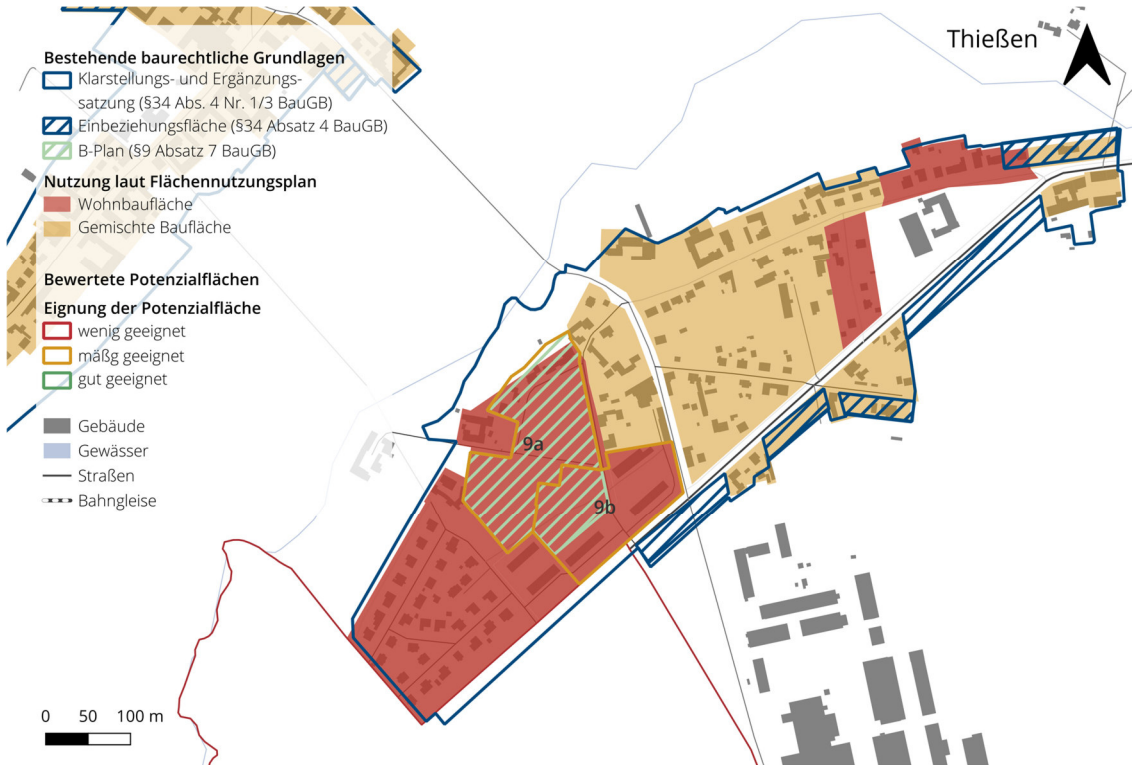 Thießen
Bestehende baurechtliche Grundlagen
Klarstellungs- und Ergänzungs-
satzung (§34 Abs. 4 Nr. 1/3 BauGB)
Einbeziehungsfläche (§34 Absatz 4 BauGB)
B-Plan (§9 Absatz 7 BauGB)
Nutzung laut Flächennutzungsplan
Wohnbaufläche
Gemischte Baufläche
Bewertete Potenzialflächen
Eignung der Potenzialfläche
wenig geeignet
mäßg geeignet
gut geeignet
Gebäude
Gewässer
Straßen
Bahngleise
9a
9b
0 50 100 m